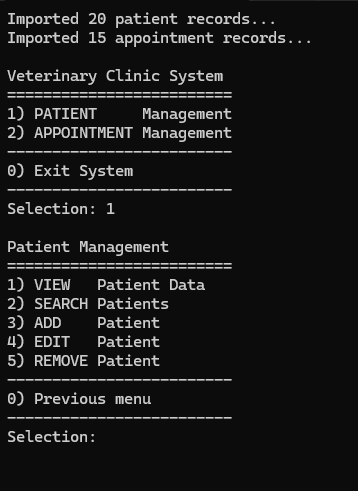 Imported 20 patient records...
Imported 15 appointment records...

Veterinary Clinic System
=========================
1) PATIENT     Management
2) APPOINTMENT Management
-------------------------
0) Exit System
-------------------------
Selection: 1

Patient Management
=========================
1) VIEW   Patient Data
2) SEARCH Patients
3) ADD    Patient
4) EDIT   Patient
5) REMOVE Patient
-------------------------
0) Previous menu
-------------------------
Selection: